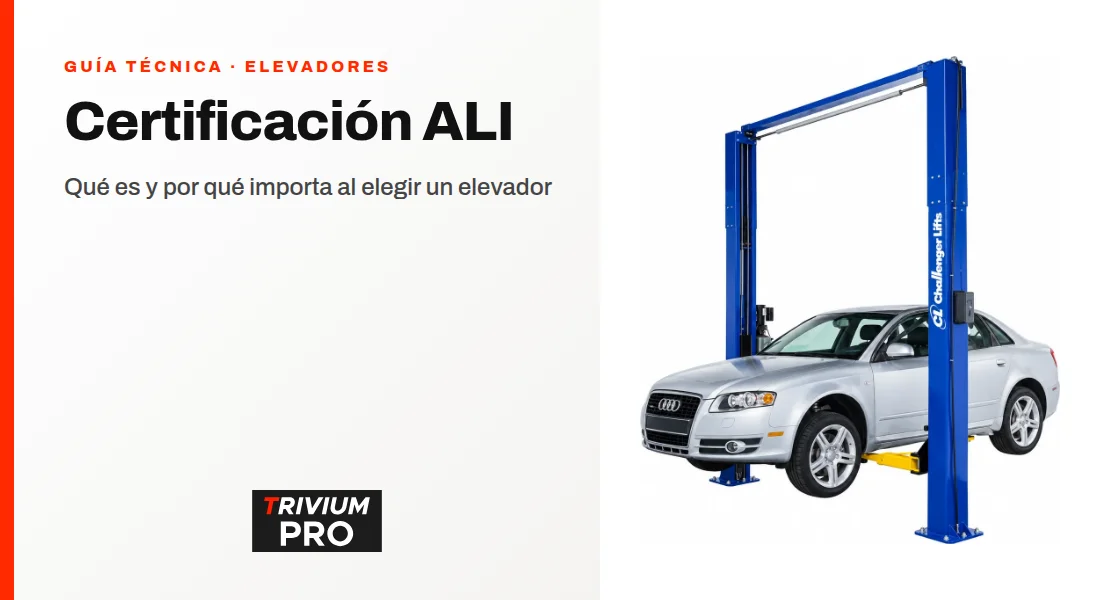 GUÍA TÉCNICA · ELEVADORES
Certificación ALI
Qué es y por qué importa al elegir un elevador
TRIVIUM
PRO
CL Challenger Lifts